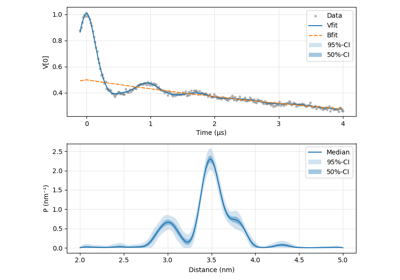 1.0
0.8
0.6
0.4
V[0]
0
1
2
3
4
Time (μs)
Data
Vfit
Bfit
95%-CI
50%-CI
2.5
2.0
1.5
1.0
0.5
0.0
P (nm⁻¹)
2.0
2.5
3.0
3.5
4.0
4.5
5.0
Distance (nm)
Median
95%-CI
50%-CI